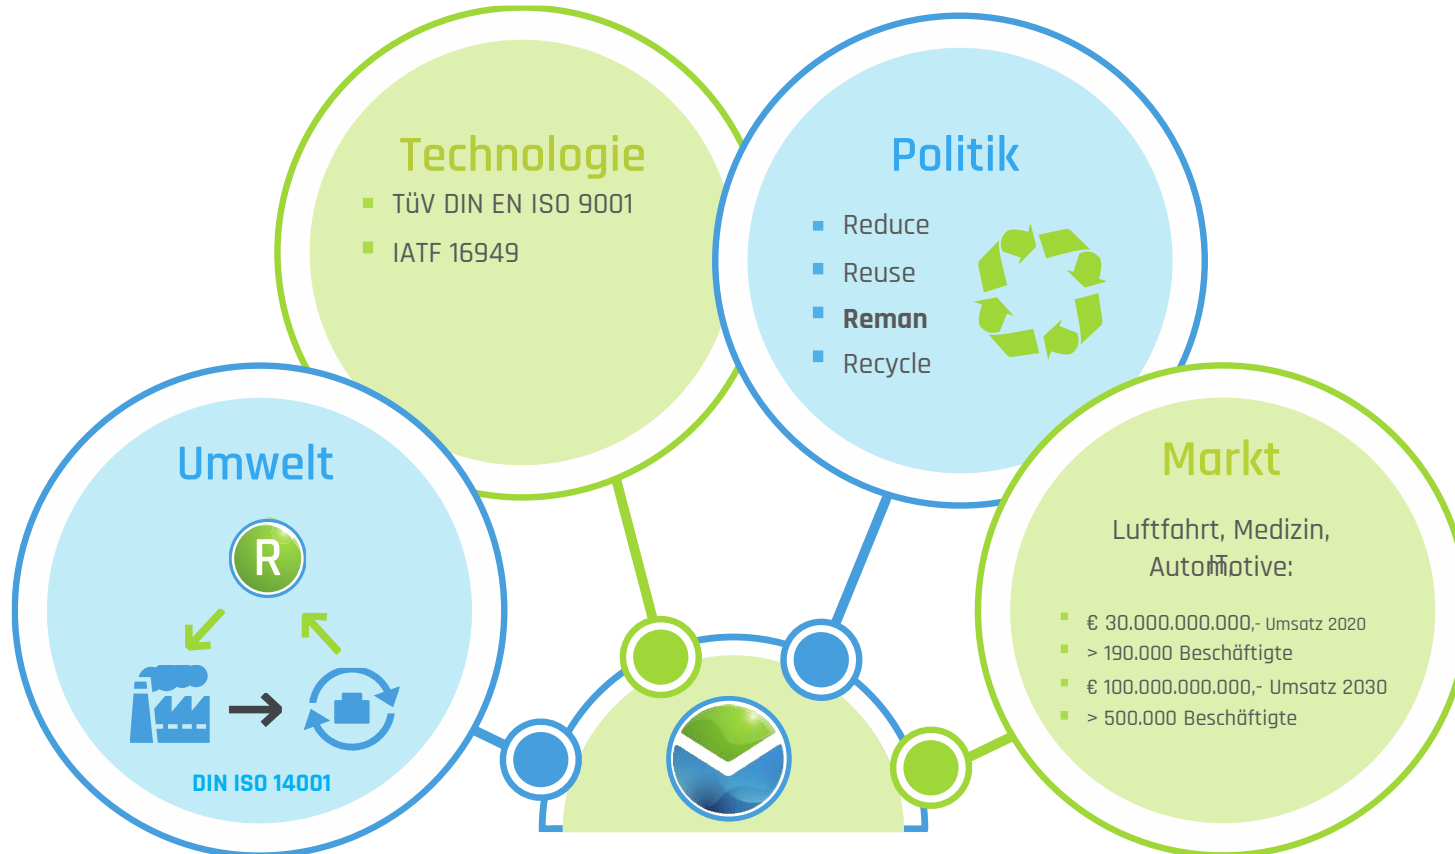 Technologie
TüV DIN EN ISO 9001
IATF 16949
Politik
Reduce
Reuse
Reman
Recycle
Umwelt
R
DIN ISO 14001
Markt
Luftfahrt, Medizin,
IT,
Automotive:
€ 30.000.000.000,- Umsatz 2020
> 190.000 Beschäftigte
€ 100.000.000.000,- Umsatz 2030
> 500.000 Beschäftigte